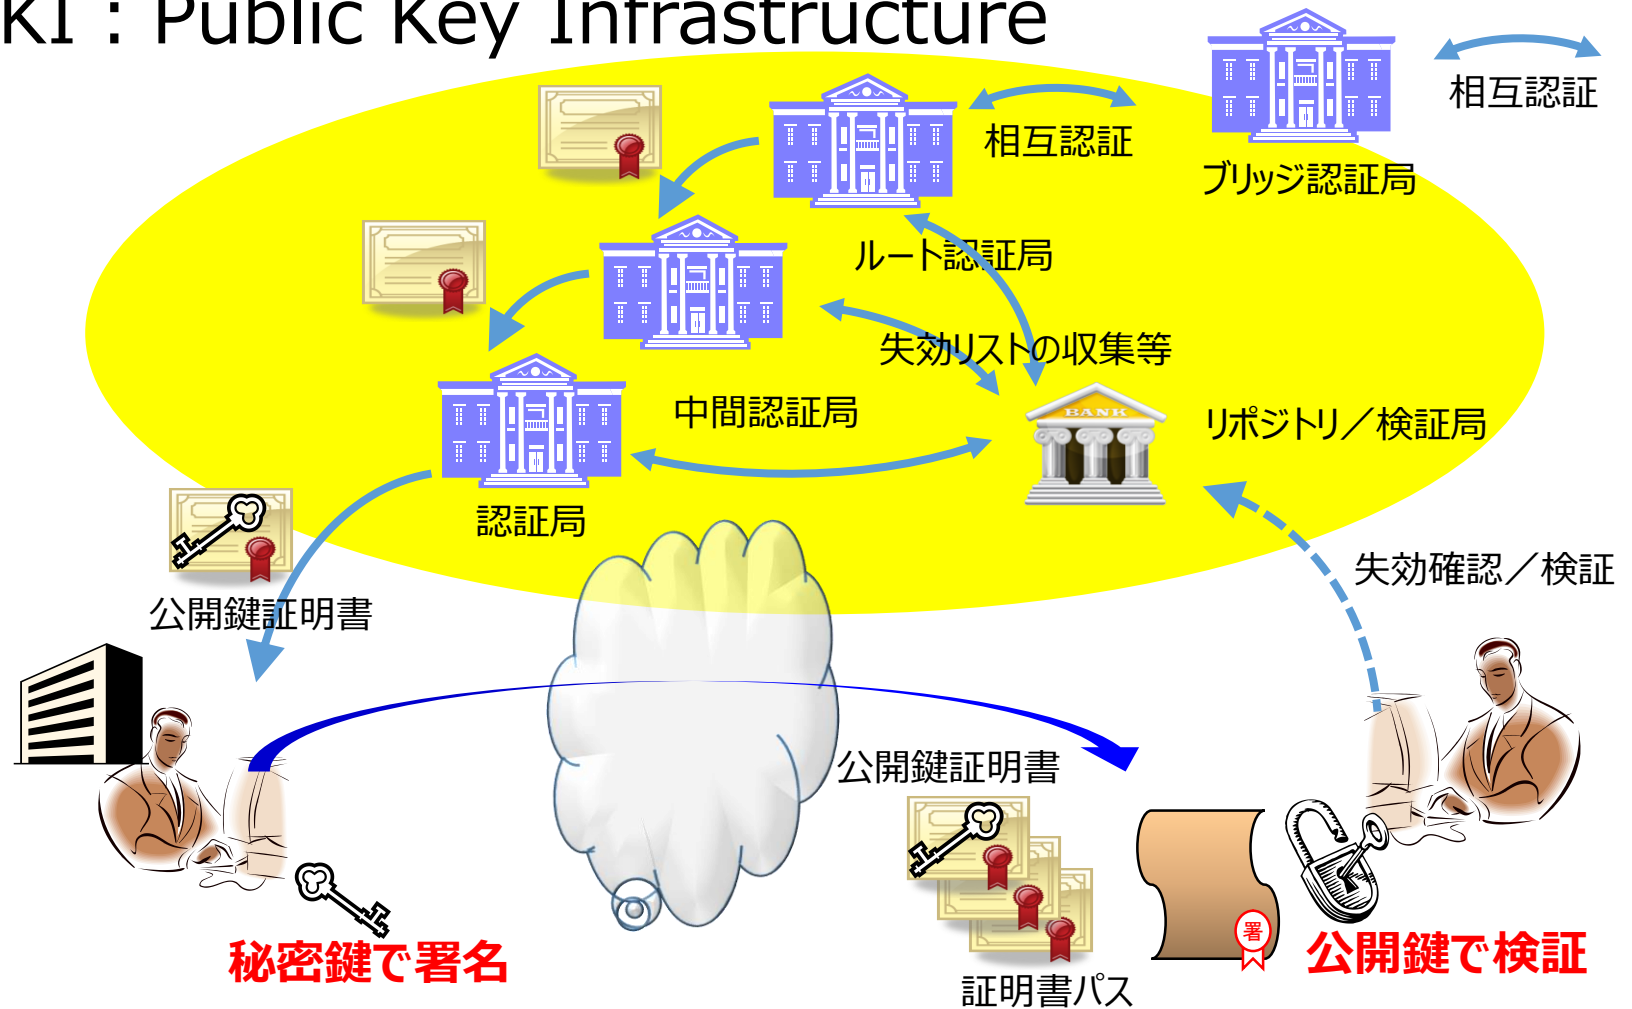 KI：Public Key Infrastructure
相互認証
相互認証
ブリッジ認証局
ルート認証局
失効リストの収集等
中間認証局
BANK
リポジトリ／検証局
認証局
失効確認／検証
公開鍵証明書
公開鍵証明書
署
秘密鍵で署名
公開鍵で検証
証明書パス